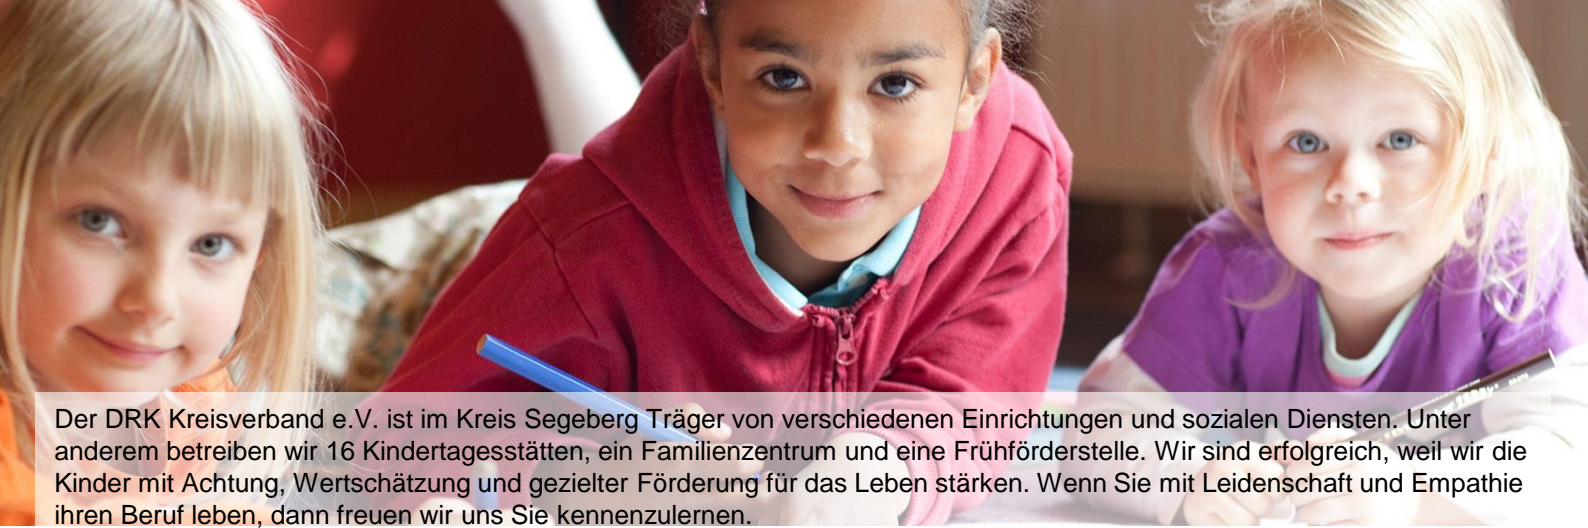 Der DRK Kreisverband e.V. ist im Kreis Segeberg Träger von verschiedenen Einrichtungen und sozialen Diensten. Unter
anderem betreiben wir 16 Kindertagesstätten, ein Familienzentrum und eine Frühförderstelle. Wir sind erfolgreich, weil wir die
Kinder mit Achtung, Wertschätzung und gezielter Förderung für das Leben stärken. Wenn Sie mit Leidenschaft und Empathie
ihren Beruf leben, dann freuen wir uns Sie kennenzulernen.